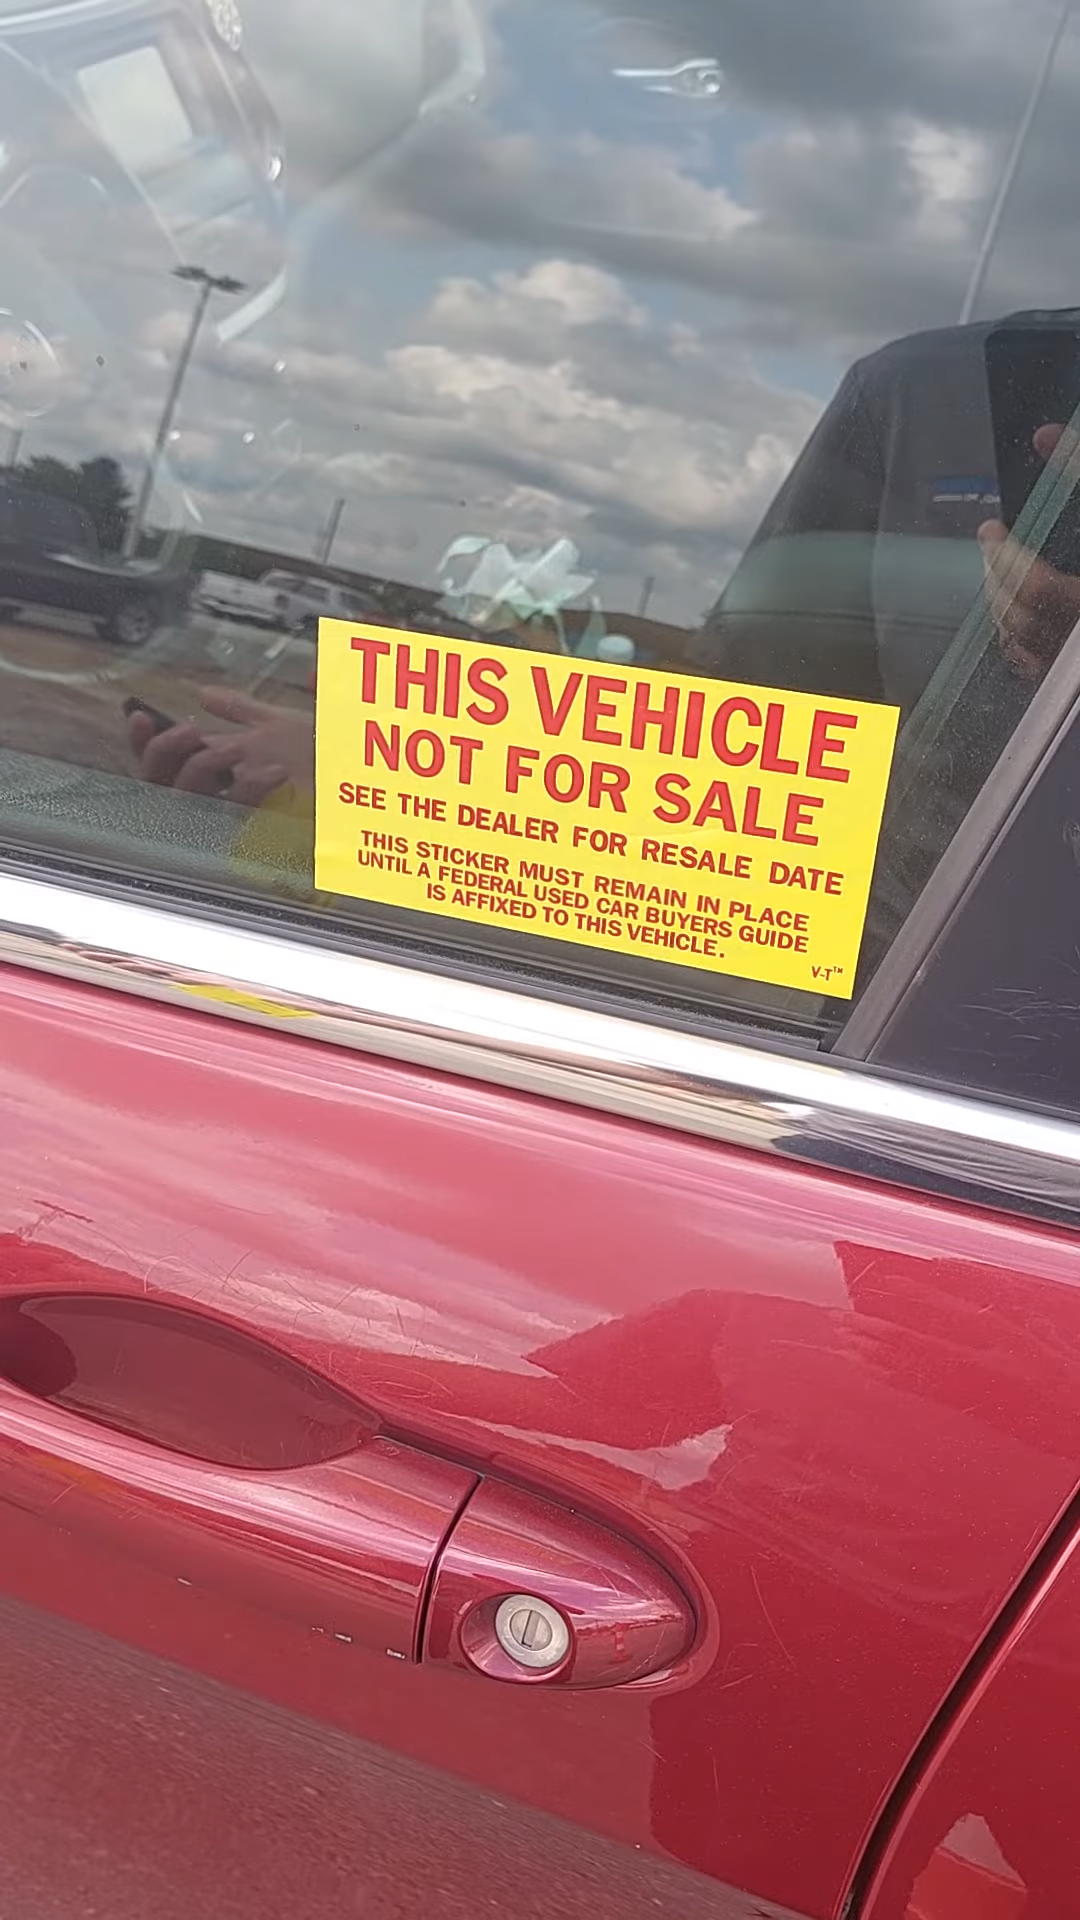 THIS VEHICLE
NOT FOR SALE
SEE THE DEALER FOR RESALE DATE
THIS STICKER MUST REMAIN IN PLACE
UNTIL A FEDERAL USED CAR BUYERS GUIDE
IS AFFIXED TO THIS VEHICLE.
V-T™